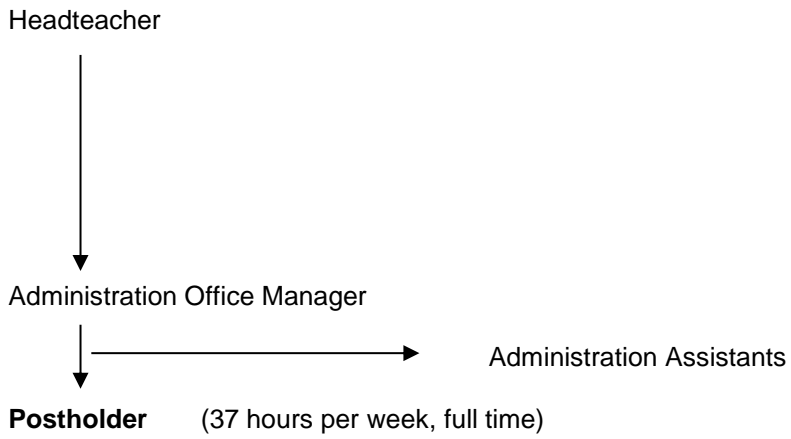 Headteacher
Administration Office Manager
Administration Assistants
Postholder (37 hours per week, full time)